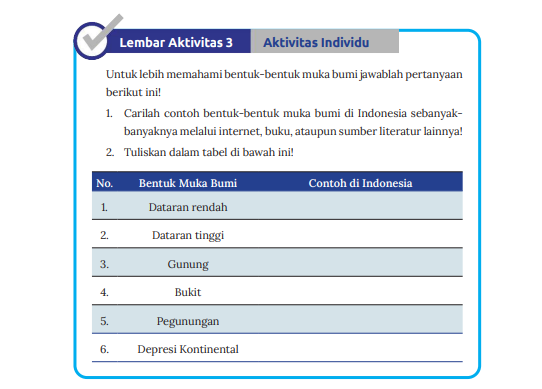 Lembar Aktivitas 3 Aktivitas Individu
Untuk lebih memahami bentuk-bentuk muka bumi jawablah pertanyaan
berikut ini!
1. Carilah contoh bentuk-bentuk muka bumi di Indonesia sebanyak-
banyaknya melalui internet, buku, ataupun sumber literatur lainnya!
2. Tuliskan dalam tabel di bawah ini!
No. Bentuk Muka Bumi Contoh di Indonesia
1. Dataran rendah
2. Dataran tinggi
3. Gunung
4. Bukit
5. Pegunungan
6. Depresi Kontinental